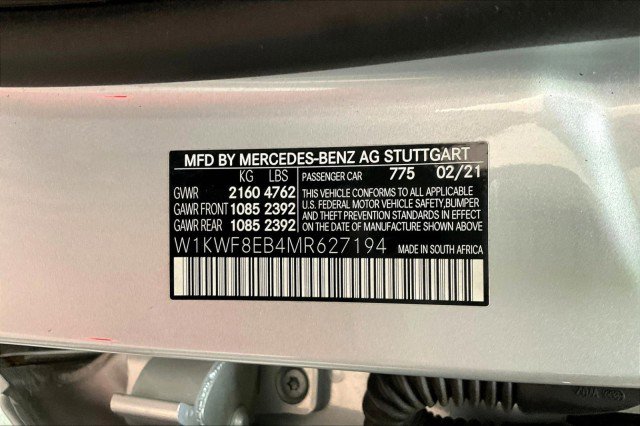 MFD BY MERCEDES-BENZ AG STUTTGART
KG LBS PASSENGER CAR 775 02/21
GVWR 2160 4762 THIS VEHICLE CONFORMS TO ALL APPLICABLE
GAWR FRONT 1085 2392 U.S. FEDERAL MOTOR VEHICLE SAFETY,BUMPER
GAWR REAR 1085 2392 AND THEFT PREVENTION STANDARDS IN EFFECT
ON THE DATE OF MANUFACTURE SHOWN ABOVE
W1KWF8EB4MR627194 MADE IN SOUTH AFRICA